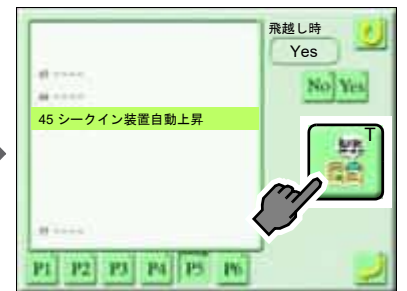 飛越し時
Yes
No Yes
45 シークイン装置自動上昇
T
P1 P2 P3 P4 P5 P6